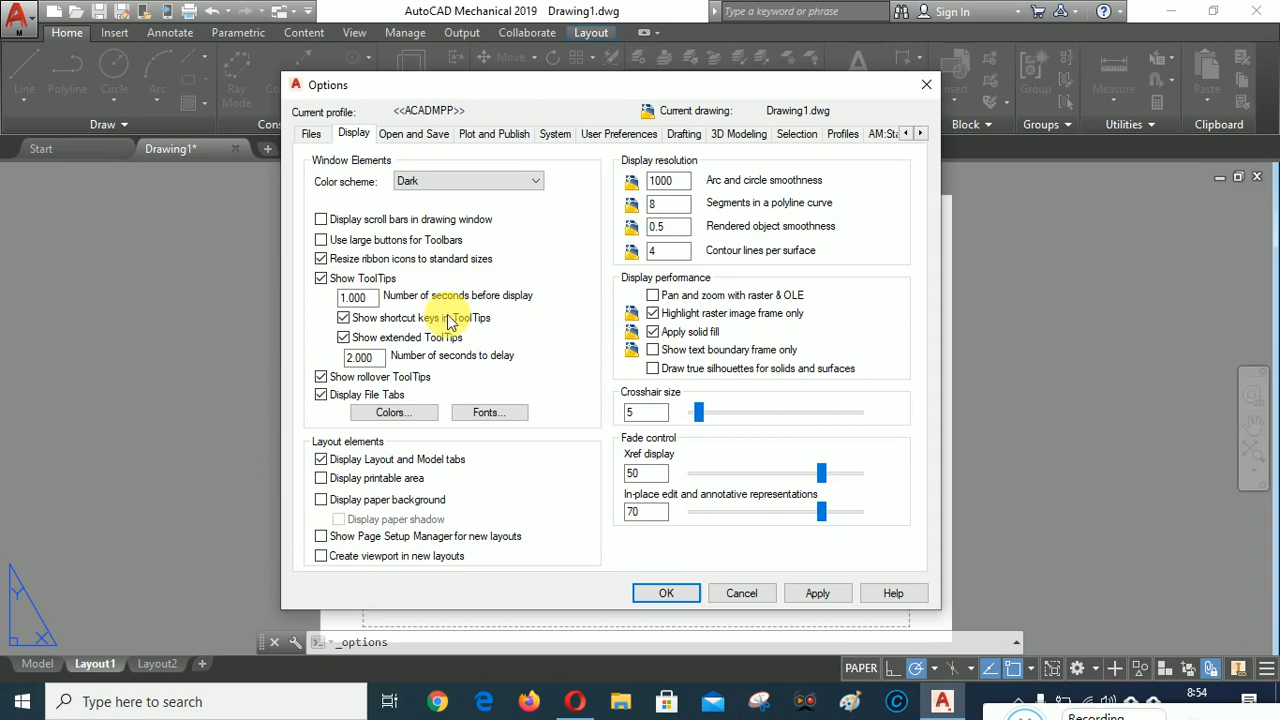 AutoCAD Mechanical 2019 Drawing1.dwg
Type a keyword or phrase
Sign In
Home Insert Annotate Parametric Content View Manage Output Collaborate Layout
Line Polyline Circle Arc Ray Mode
Move
Insert Group Measure Paste
Draw
Block Groups Utilities Clipboard
Start Drawing1*
Options
Current profile: <<ACADMPP>> Current drawing: Drawing1.dwg
Files Display Open and Save Plot and Publish System User Preferences Drafting 3D Modeling Selection Profiles
Window Elements
Color scheme: Dark
Display scroll bars in drawing window
Use large buttons for Toolbars
Resize ribbon icons to standard sizes
Show ToolTips
1.000 Number of seconds before display
Show shortcut keys in ToolTips
Show extended ToolTips
2.000 Number of seconds to delay
Show rollover ToolTips
Display File Tabs
Colors... Fonts...
Layout elements
Display Layout and Model tabs
Display printable area
Display paper background
Display paper shadow
Show Page Setup Manager for new layouts
Create viewport in new layouts
Display resolution
1000 Arc and circle smoothness
8 Segments in a polyline curve
0.5 Rendered object smoothness
4 Contour lines per surface
Display performance
Pan and zoom with raster & OLE
Highlight raster image frame only
Apply solid fill
Show text boundary frame only
Draw true silhouettes for solids and surfaces
Crosshair size
5
Fade control
Xref display
50
In-place edit and annotative representations
70
OK Cancel Apply Help
Y
X
_options
Model Layout1 Layout2
PAPER
Type here to search
8:54
Recording